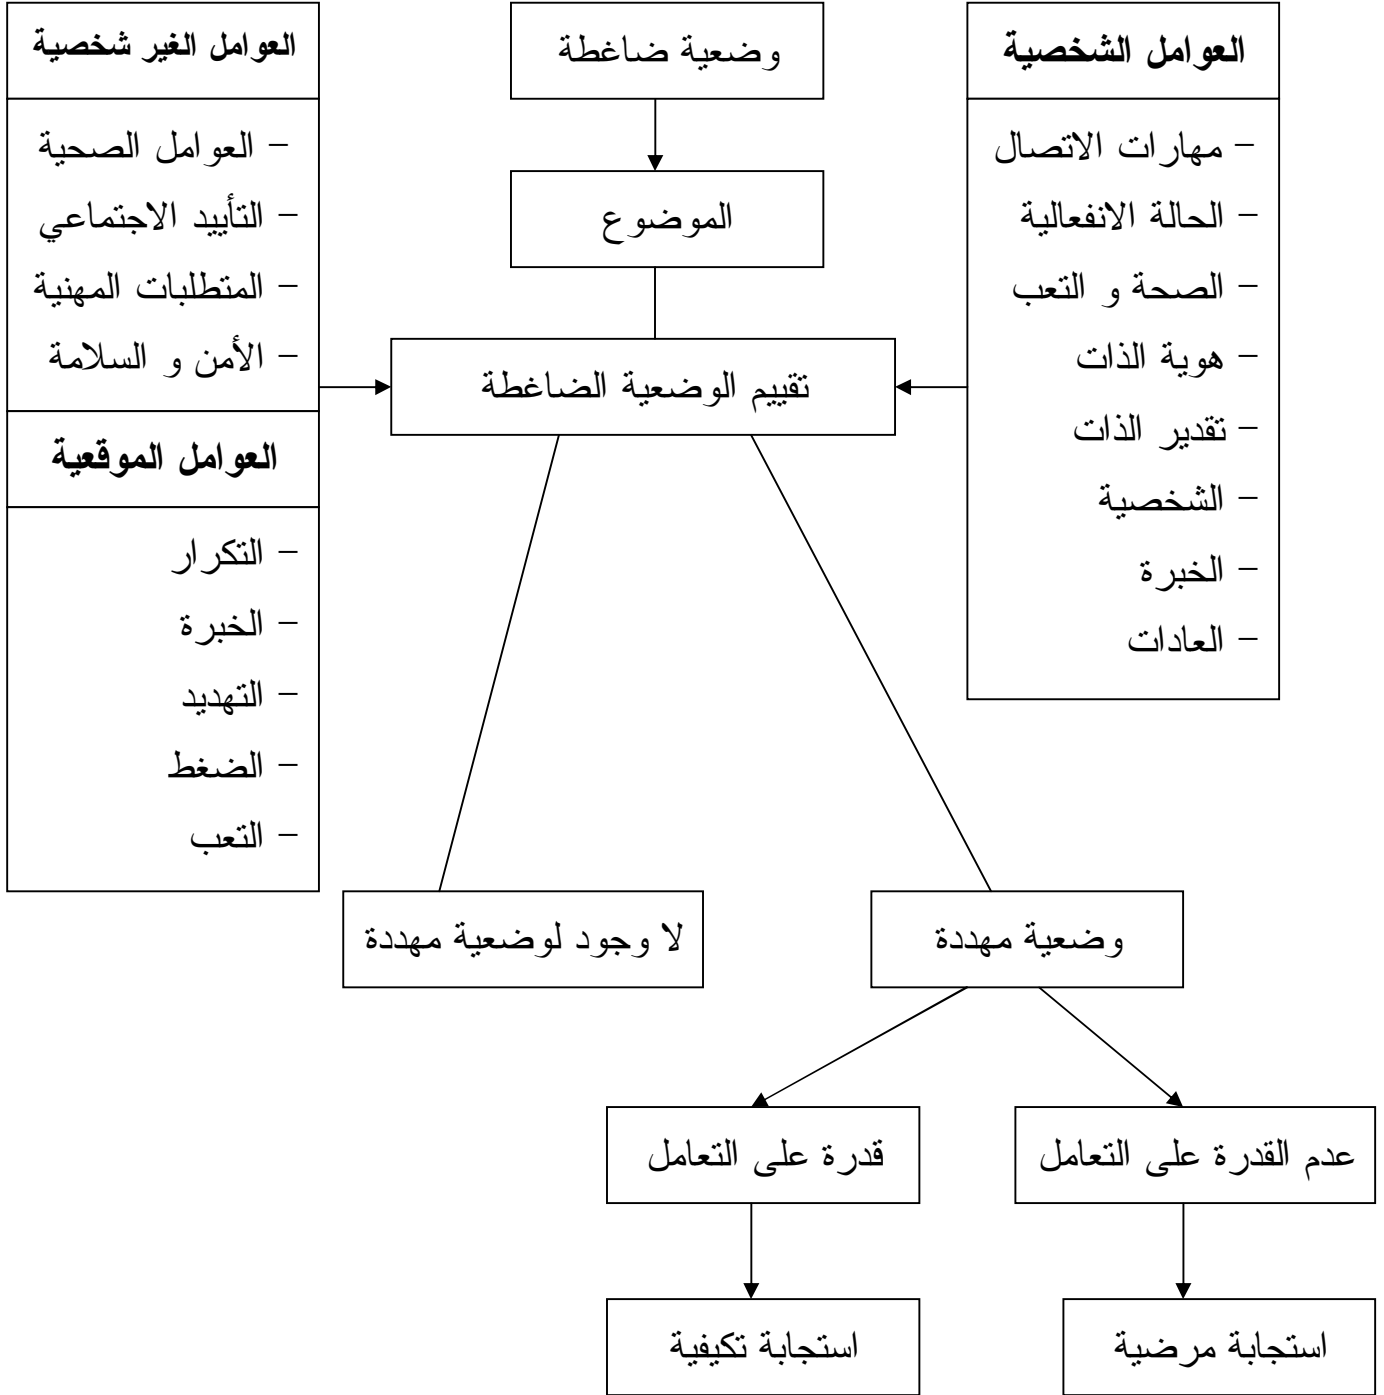 العوامل الشخصية
– مهارات الاتصال
– الحالة الانفعالية
– الصحة و التعب
– هوية الذات
– تقدير الذات
– الشخصية
– الخبرة
– العادات
وضعية ضاغطة
الموضوع
تقييم الوضعية الضاغطة
العوامل الغير شخصية
– العوامل الصحية
– التأييد الاجتماعي
– المتطلبات المهنية
– الأمن و السلامة
العوامل الموقعية
– التكرار
– الخبرة
– التهديد
– الضغط
– التعب
وضعية مهددة
لا وجود لوضعية مهددة
عدم القدرة على التعامل
قدرة على التعامل
استجابة مرضية
استجابة تكيفية